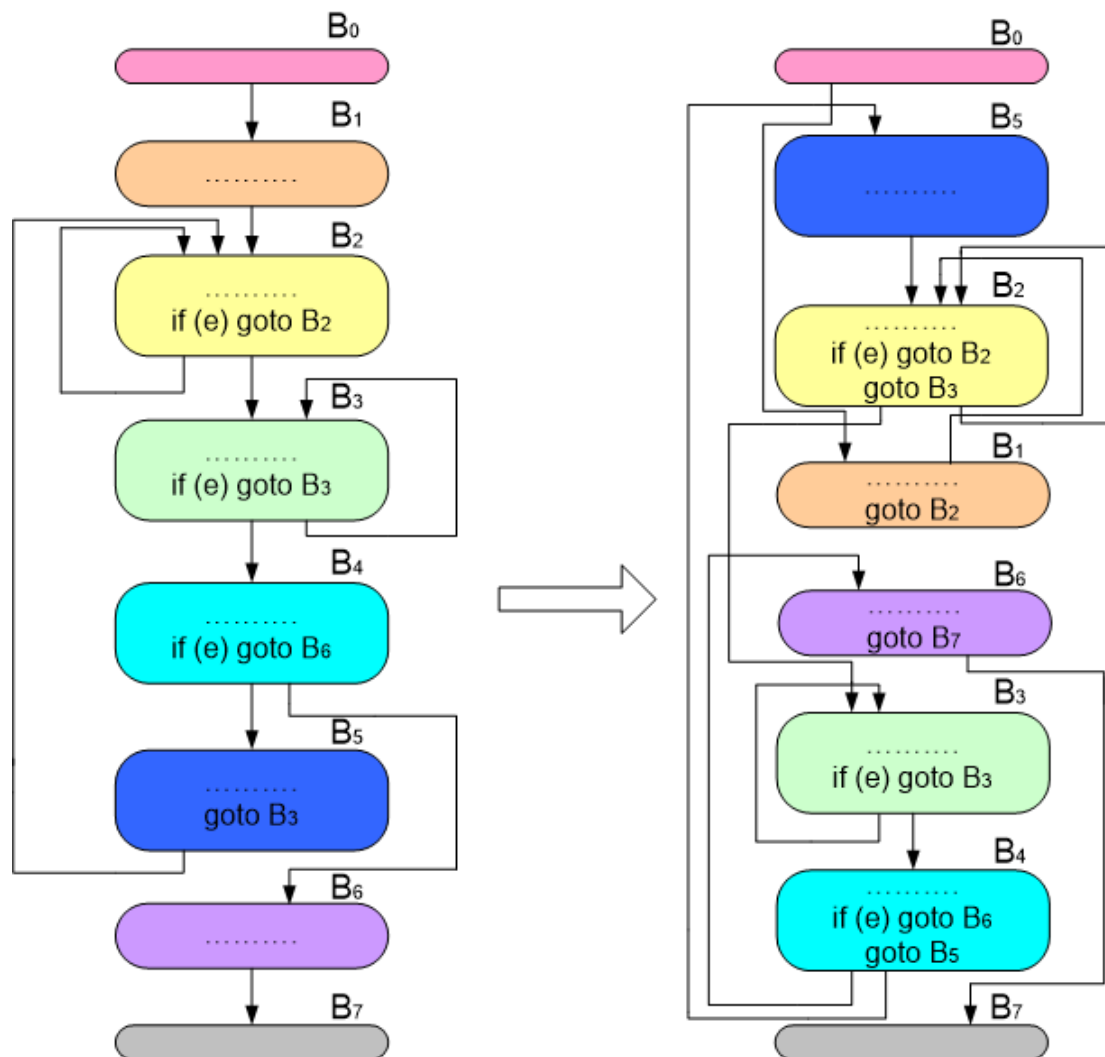 B0
B1
..........
B2
..........
if (e) goto B2
B3
..........
if (e) goto B3
B4
..........
if (e) goto B6
B5
..........
goto B3
B6
..........
B7
B0
B5
..........
B2
..........
if (e) goto B2
goto B3
B1
..........
goto B2
B6
..........
goto B7
B3
..........
if (e) goto B3
B4
..........
if (e) goto B6
goto B5
B7